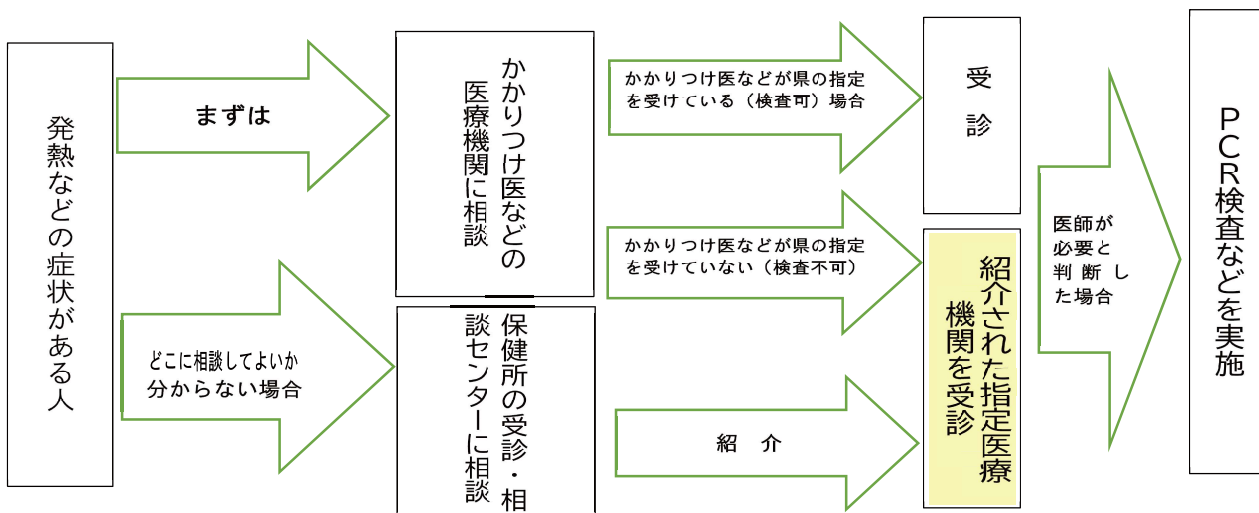 発熱などの症状がある人
まずは
どこに相談してよいか
分からない場合
かかりつけ医などの
医療機関に相談
保健所の受診・相
談センターに相談
かかりつけ医などが県の指定
を受けている（検査可）場合
かかりつけ医などが県の指定
を受けていない（検査不可）
紹　介
受　診
紹介された指定医療
機関を受診
医師が
必要と
判断し
た場合
ＰＣＲ検査などを実施